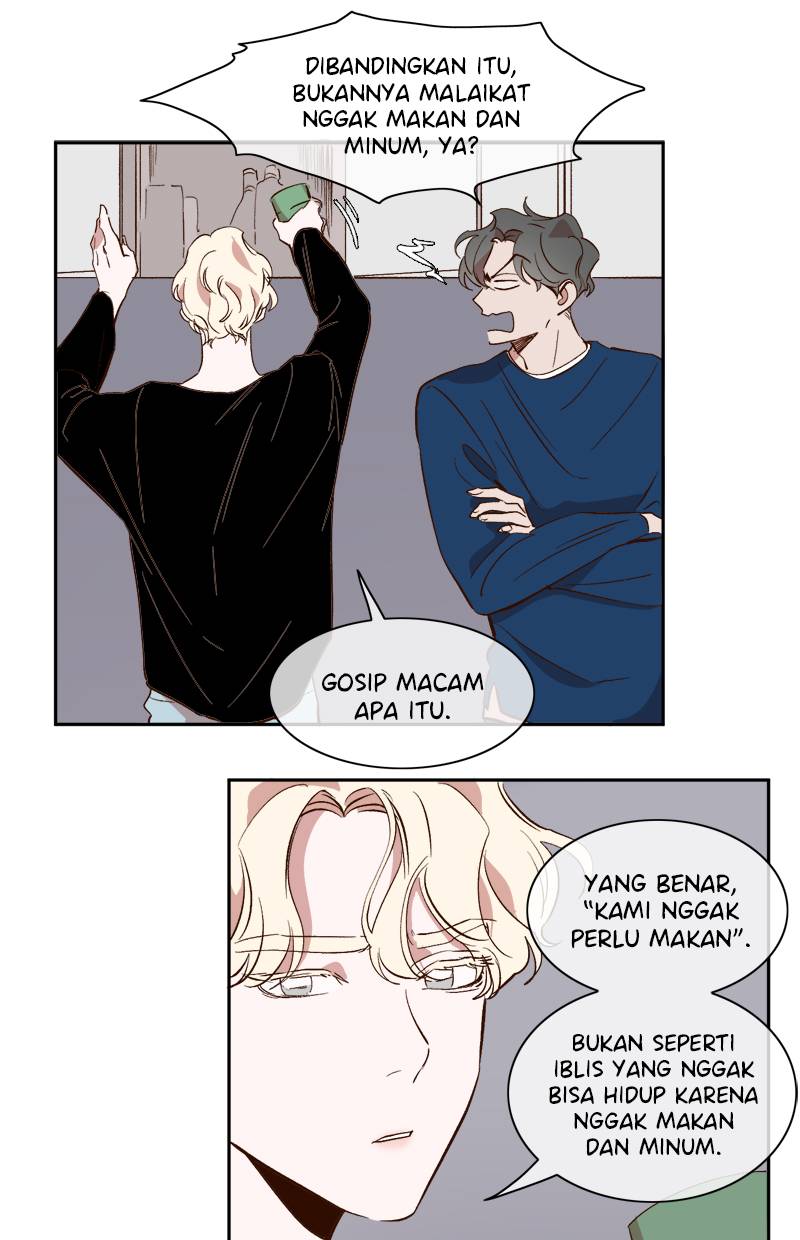 DIBANDINGKAN ITU,
BUKANNYA MALAIKAT
NGGAK MAKAN DAN
MINUM, YA?
GOSIP MACAM
APA ITU.
YANG BENAR,
“KAMI NGGAK
PERLU MAKAN”.
BUKAN SEPERTI
IBLIS YANG NGGAK
BISA HIDUP KARENA
NGGAK MAKAN
DAN MINUM.